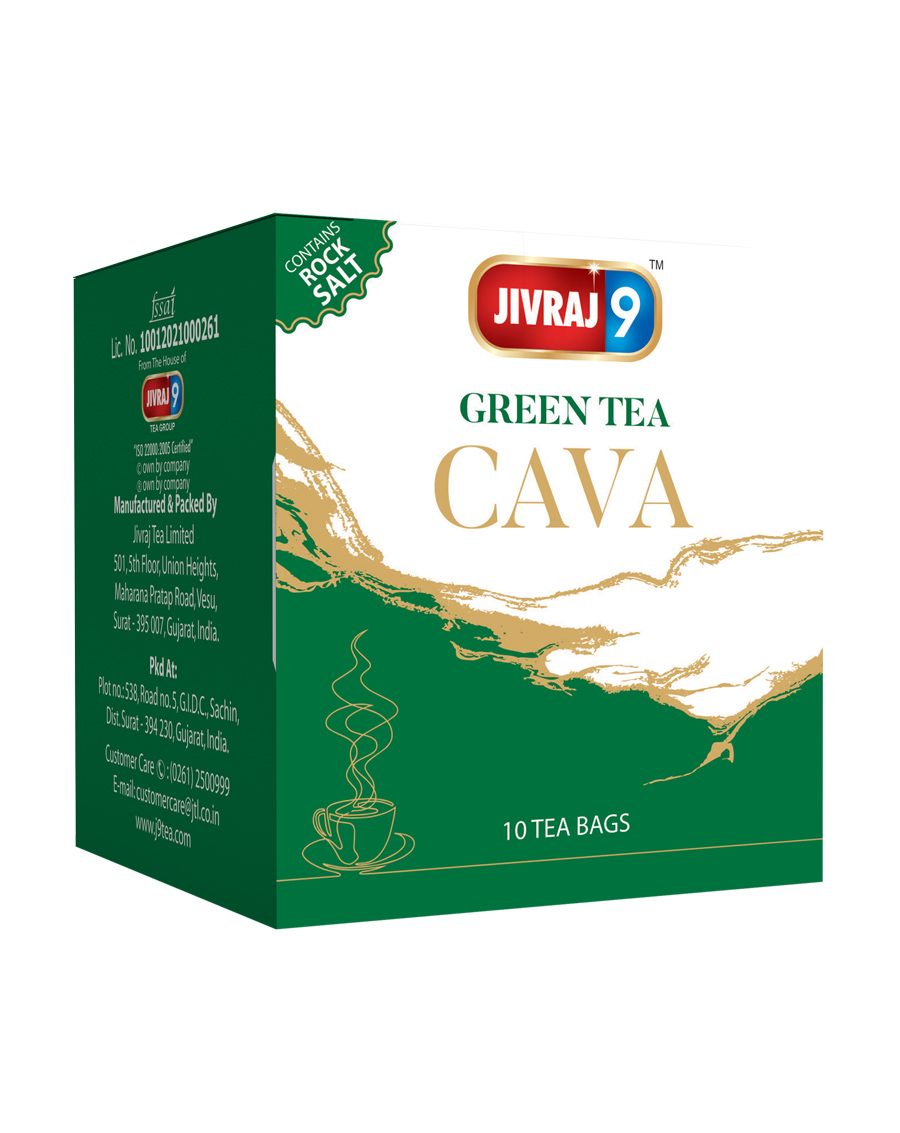 CONTAINS
ROCK
SALT
JIVRAJ 9
TM
GREEN TEA
CAVA
10 TEA BAGS
fssai
Lic. No. 10012021000261
From The House of
JIVRAJ 9
TEA GROUP
"ISO 22000:2005 Certified"
© own by company
® own by company
Manufactured & Packed By
Jivraj Tea Limited
501, 5th Floor, Union Heights,
Maharana Pratap Road, Vesu,
Surat - 395 007, Gujarat, India.
Pkd At:
Plot no.: 538, Road no. 5, G.I.D.C., Sachin,
Dist. Surat - 394 230, Gujarat, India.
Customer Care : (0261) 2500999
E-mail: customercare@jtl.co.in
www.j9tea.com